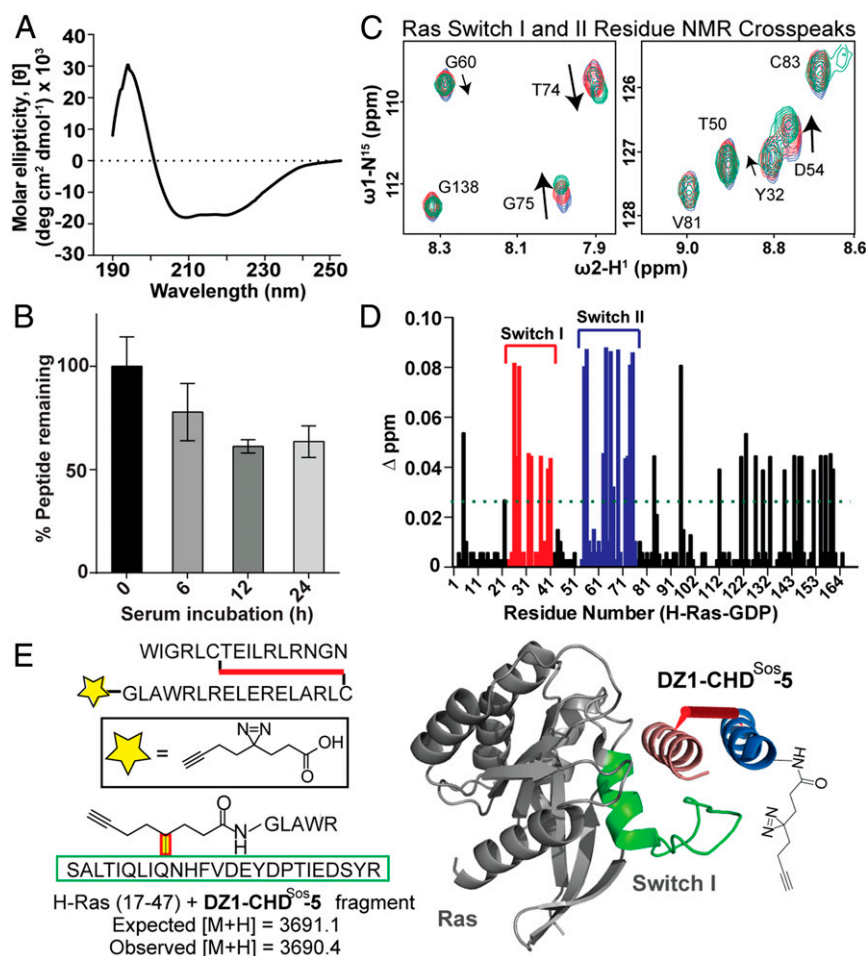 A
Molar ellipticity, [θ]
(deg cm² dmol⁻¹) x 10³
40
30
20
10
0
-10
-20
-30
190
210
230
250
Wavelength (nm)
B
% Peptide remaining
100
50
0
0
6
12
24
Serum incubation (h)
C
Ras Switch I and II Residue NMR Crosspeaks
ω1-N¹⁵ (ppm)
110
112
G60
T74
G138
G75
8.3
8.1
7.9
126
127
128
C83
T50
V81
Y32
D54
9.0
8.8
8.6
ω2-H¹ (ppm)
D
Δ ppm
0.10
0.08
0.06
0.04
0.02
0
Switch I
Switch II
1
11
21
31
41
51
61
71
81
91
102
112
122
132
143
153
164
Residue Number (H-Ras-GDP)
E
WIGRLCTEILRLRNGN
GLAWRLRELERELARLC
=
N=N
OH
O
O
N
H
GLAWR
SALTIQLIQNHFVDEYDPTIEDSYR
H-Ras (17-47) + DZ1-CHD^Sos-5 fragment
Expected [M+H] = 3691.1
Observed [M+H] = 3690.4
DZ1-CHD^Sos-5
Ras
Switch I
NH
O
N=N